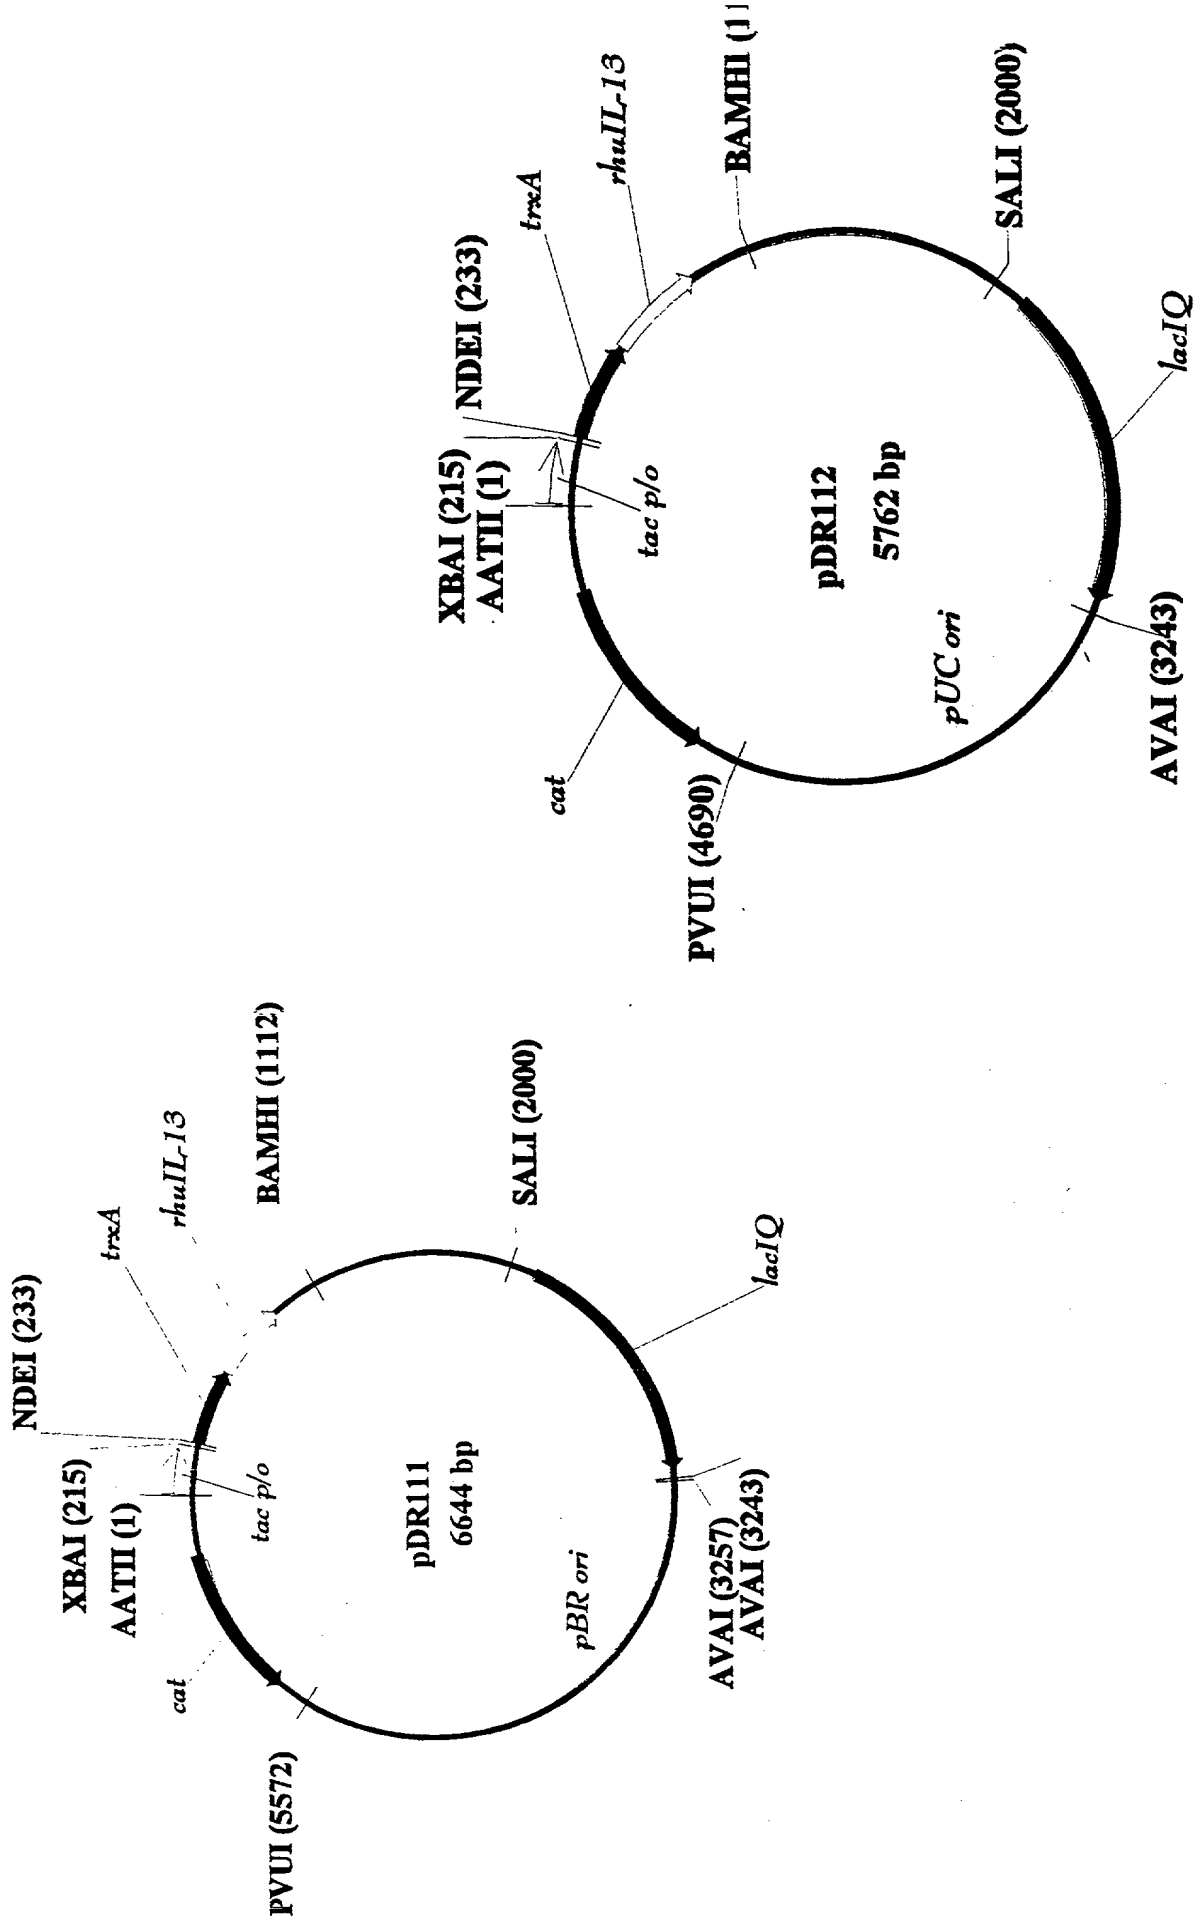 XBAI (215)
AATII (1)
NDEI (233)
trxA
rhuIL-13
BAMHI (1112)
SALI (2000)
lacIQ
AVAI (3257)
AVAI (3243)
PVUI (5572)
cat
tac p/o
pDR111
6644 bp
pBR ori
XBAI (215)
AATII (1)
NDEI (233)
trxA
rhuIL-13
BAMHI (11
SALI (2000)
lacIQ
AVAI (3243)
PVUI (4690)
cat
tac p/o
pDR112
5762 bp
pUC ori